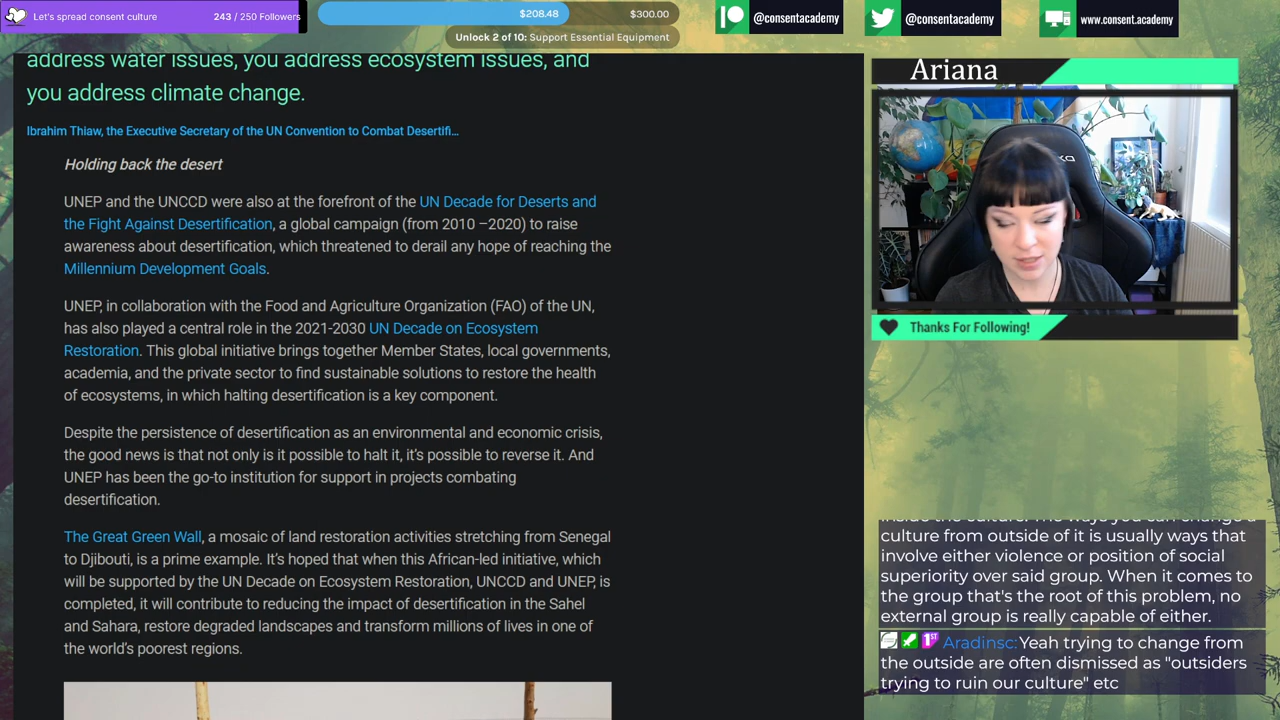 Let's spread consent culture
243 / 250 Followers
$208.48
$300.00
Unlock 2 of 10: Support Essential Equipment
@consentacademy
@consentacademy
www.consent.academy
address water issues, you address ecosystem issues, and
you address climate change.
Ibrahim Thiaw, the Executive Secretary of the UN Convention to Combat Desertifi...
Holding back the desert
UNEP and the UNCCD were also at the forefront of the UN Decade for Deserts and
the Fight Against Desertification, a global campaign (from 2010 –2020) to raise
awareness about desertification, which threatened to derail any hope of reaching the
Millennium Development Goals.
UNEP, in collaboration with the Food and Agriculture Organization (FAO) of the UN,
has also played a central role in the 2021-2030 UN Decade on Ecosystem
Restoration. This global initiative brings together Member States, local governments,
academia, and the private sector to find sustainable solutions to restore the health
of ecosystems, in which halting desertification is a key component.
Despite the persistence of desertification as an environmental and economic crisis,
the good news is that not only is it possible to halt it, it's possible to reverse it. And
UNEP has been the go-to institution for support in projects combating
desertification.
The Great Green Wall, a mosaic of land restoration activities stretching from Senegal
to Djibouti, is a prime example. It's hoped that when this African-led initiative, which
will be supported by the UN Decade on Ecosystem Restoration, UNCCD and UNEP, is
completed, it will contribute to reducing the impact of desertification in the Sahel
and Sahara, restore degraded landscapes and transform millions of lives in one of
the world's poorest regions.
Ariana
Thanks For Following!
inside the culture. The ways you can change a
culture from outside of it is usually ways that
involve either violence or position of social
superiority over said group. When it comes to
the group that's the root of this problem, no
external group is really capable of either.
1ST Aradinsc: Yeah trying to change from
the outside are often dismissed as "outsiders
trying to ruin our culture" etc